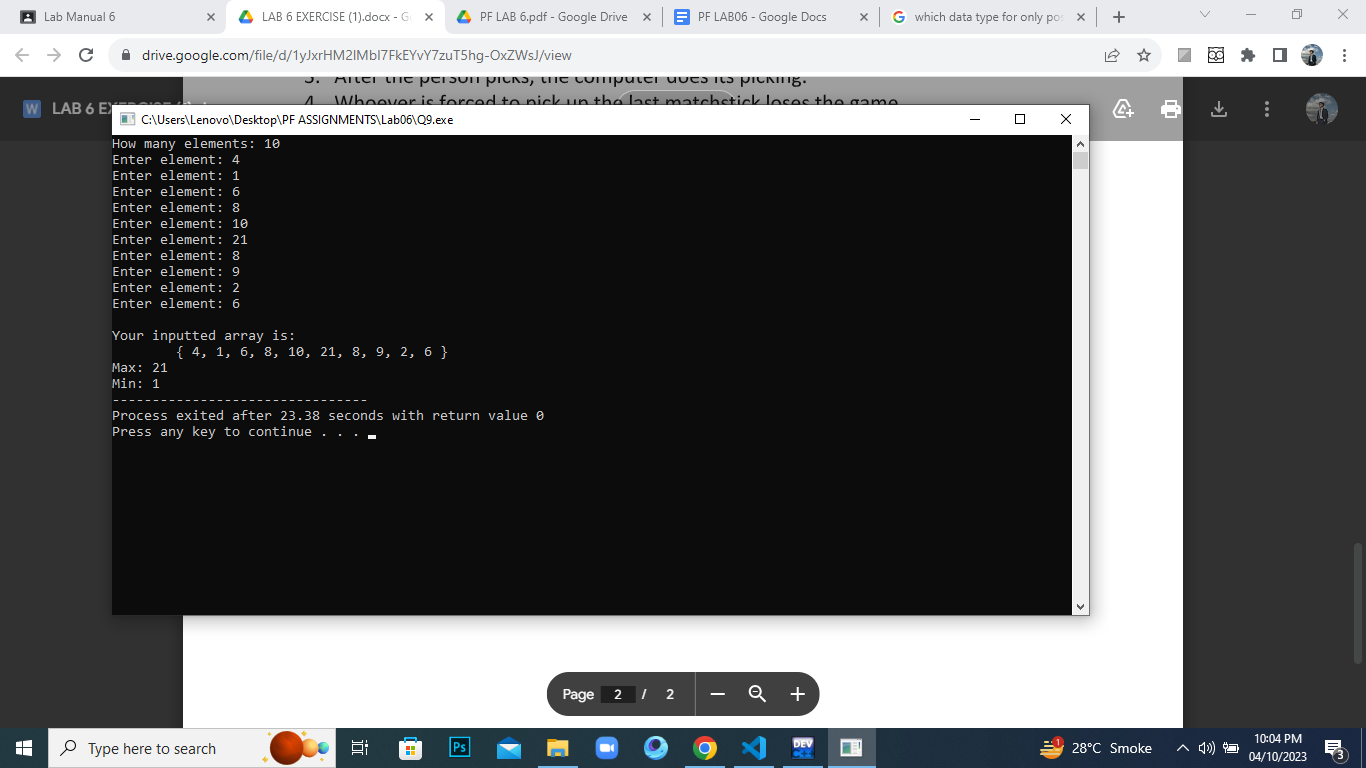 Lab Manual 6
LAB 6 EXERCISE (1).docx - G
PF LAB 6.pdf - Google Drive
PF LAB06 - Google Docs
which data type for only pos
drive.google.com/file/d/1yJxrHM2IMbI7FkEYvY7zuT5hg-OxZWsJ/view
3. After the person picks, the computer does its picking.
4. Whoever is forced to pick up the last matchstick loses the game
W LAB 6 EX
C:\Users\Lenovo\Desktop\PF ASSIGNMENTS\Lab06\Q9.exe
How many elements: 10
Enter element: 4
Enter element: 1
Enter element: 6
Enter element: 8
Enter element: 10
Enter element: 21
Enter element: 8
Enter element: 9
Enter element: 2
Enter element: 6
Your inputted array is:
{ 4, 1, 6, 8, 10, 21, 8, 9, 2, 6 }
Max: 21
Min: 1
--------------------------------
Process exited after 23.38 seconds with return value 0
Press any key to continue . . .
Page 2 / 2
Type here to search
Ps
DEV
1
28°C Smoke
10:04 PM
04/10/2023
3